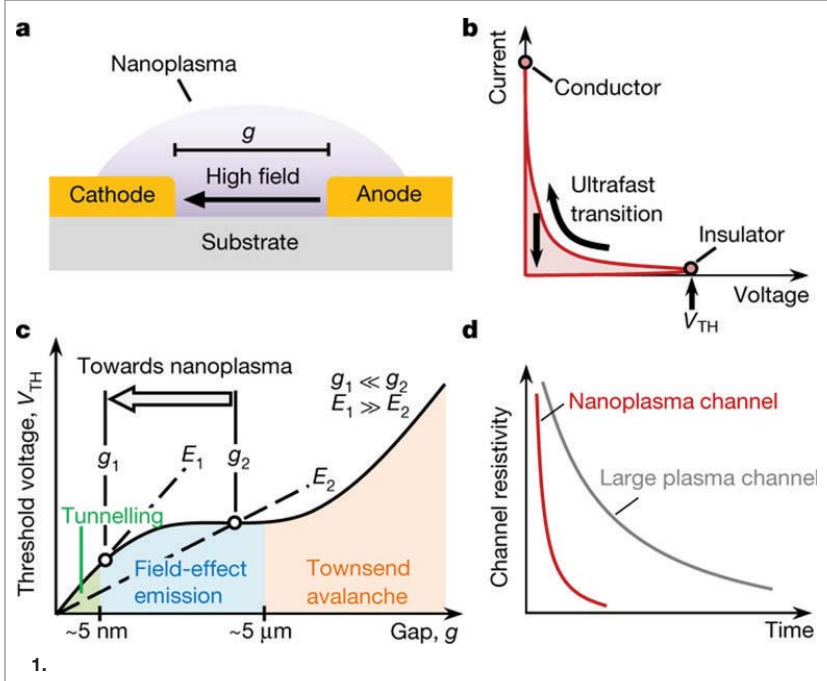 a
Nanoplasma
g
High field
Cathode
Anode
Substrate
b
Current
Conductor
Ultrafast
transition
Insulator
Voltage
V_TH
c
Threshold voltage, V_TH
Towards nanoplasma
g₁ ≪ g₂
E₁ ≫ E₂
g₁
E₁
g₂
E₂
Tunnelling
Field-effect
emission
Townsend
avalanche
~5 nm
~5 μm
Gap, g
d
Channel resistivity
Nanoplasma channel
Large plasma channel
Time
1.